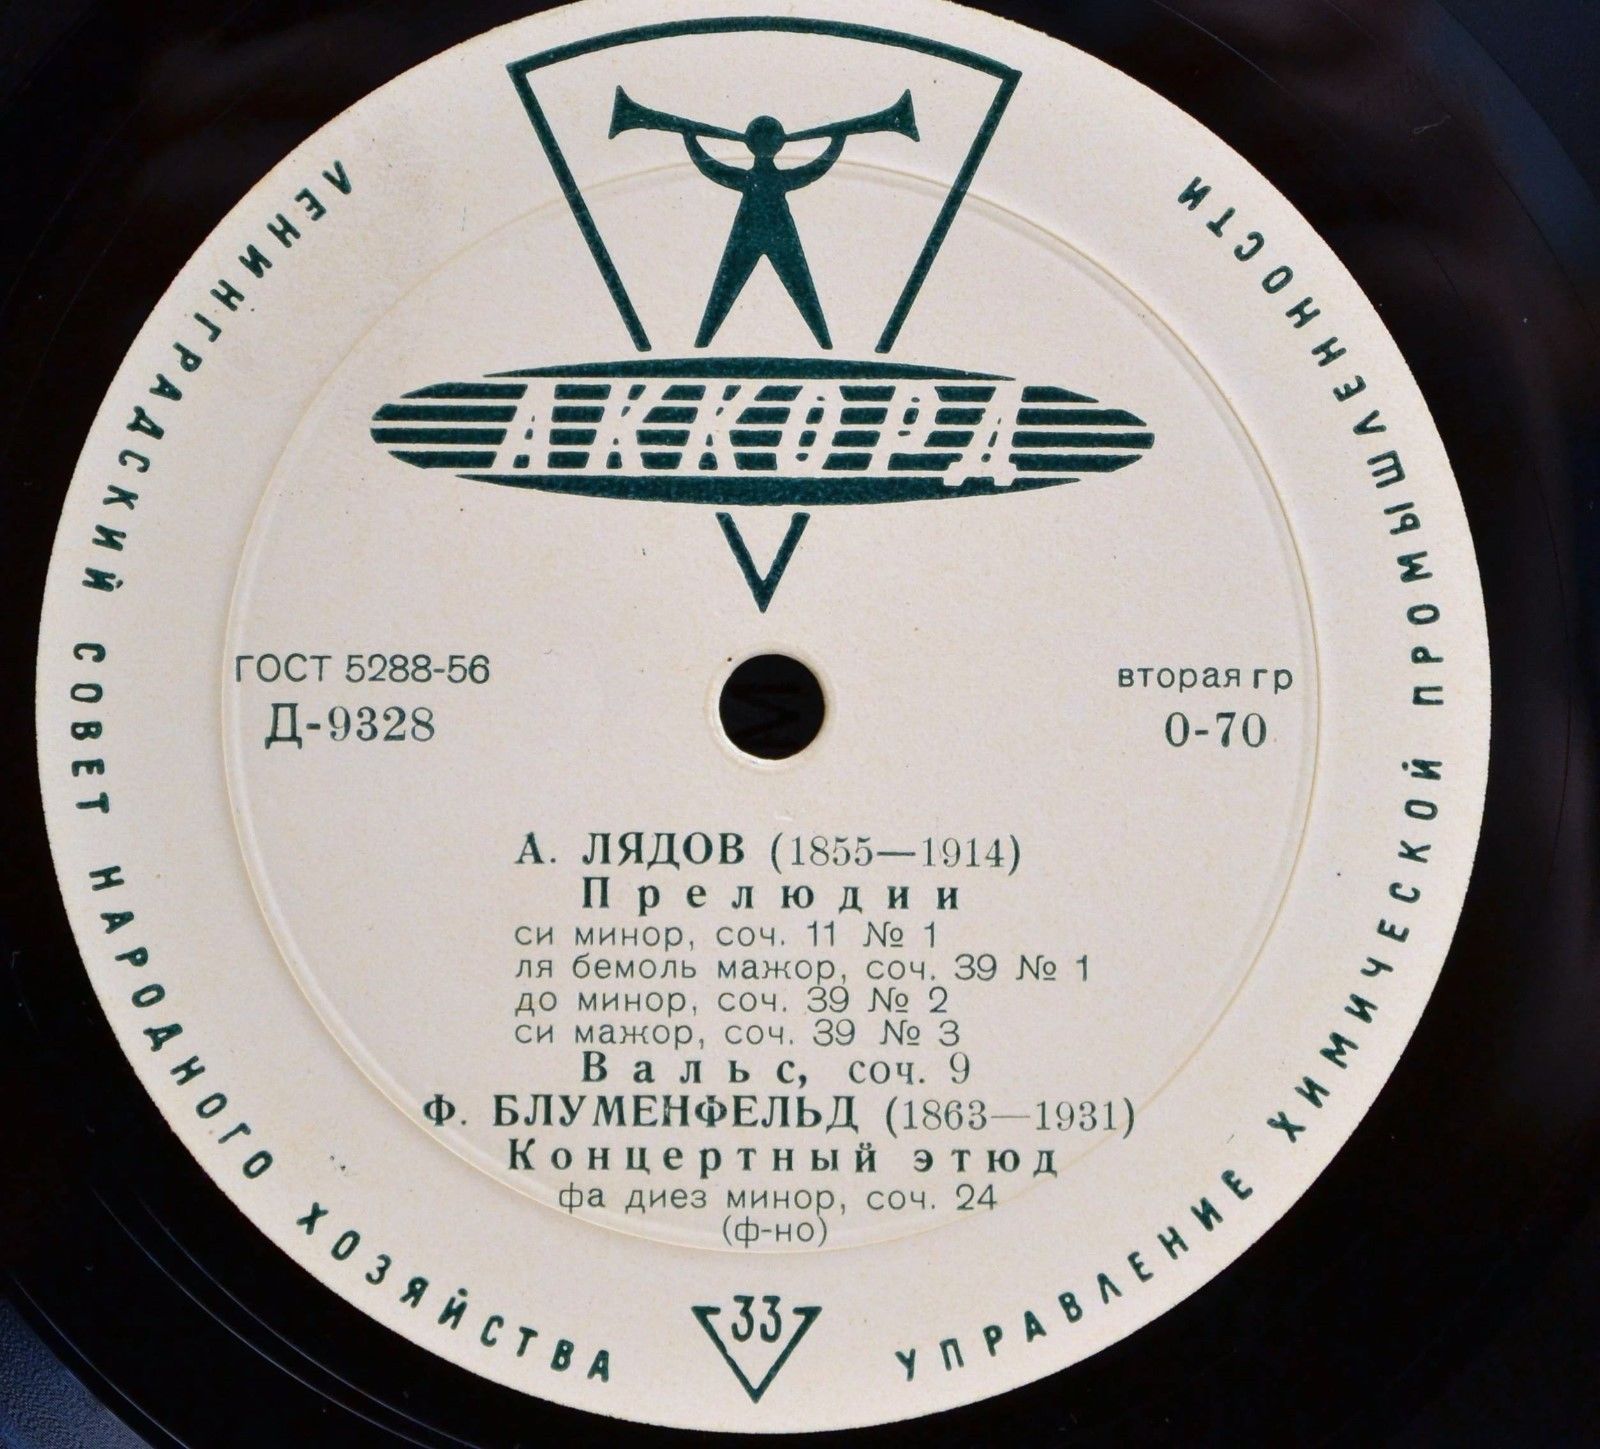 АККОРД
ЛЕНИНГРАДСКИЙ СОВЕТ НАРОДНОГО ХОЗЯЙСТВА
УПРАВЛЕНИЕ ХИМИЧЕСКОЙ ПРОМЫШЛЕННОСТИ
ГОСТ 5288-56
Д-9328
вторая гр
0-70
А. ЛЯДОВ (1855—1914)
Прелюдии
си минор, соч. 11 № 1
ля бемоль мажор, соч. 39 № 1
до минор, соч. 39 № 2
си мажор, соч. 39 № 3
Вальс, соч. 9
Ф. БЛУМЕНФЕЛЬД (1863—1931)
Концертный этюд
фа диез минор, соч. 24
(ф-но)
33